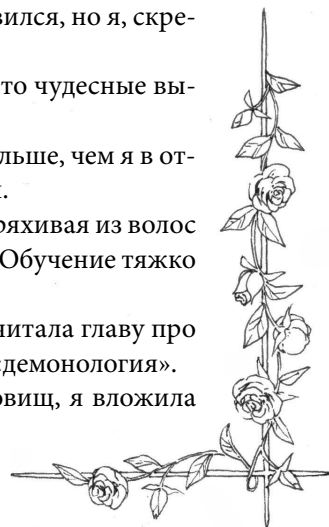 вился, но я, скре-
то чудесные вы-
льше, чем я в от-
ряхивая из волос
Обучение тяжко
читала главу про
демонология».
овищ, я вложила